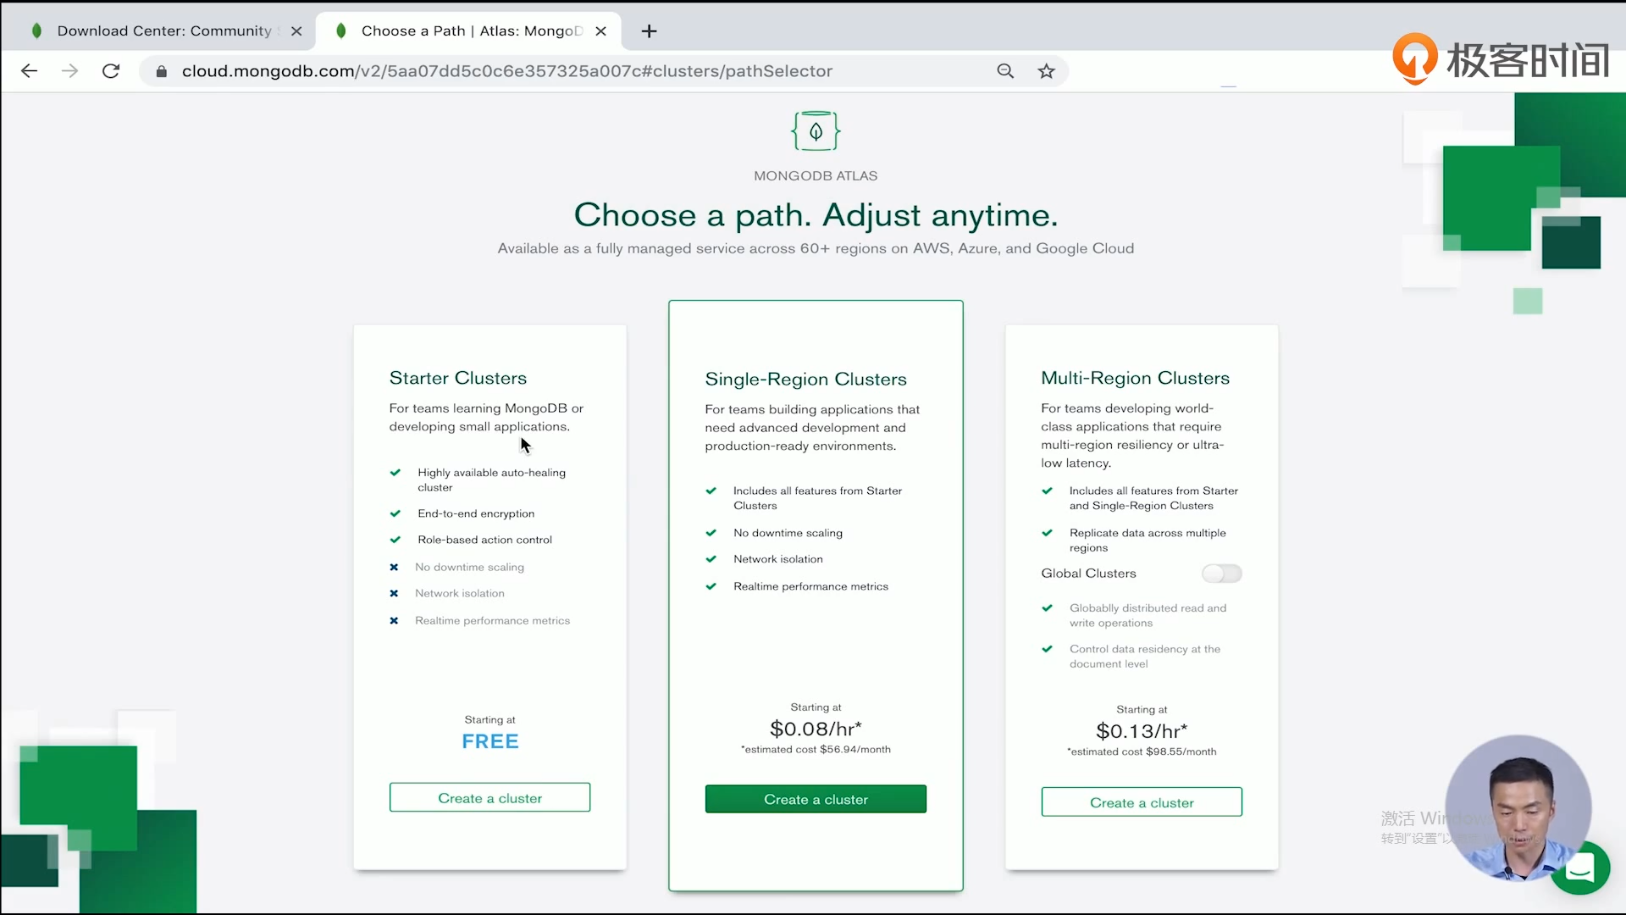 Download Center: Community
Choose a Path | Atlas: Mongo
cloud.mongodb.com/v2/5aa07dd5c0c6e357325a007c#clusters/pathSelector
极客时间
MONGODB ATLAS
Choose a path. Adjust anytime.
Available as a fully managed service across 60+ regions on AWS, Azure, and Google Cloud
Starter Clusters
For teams learning MongoDB or
developing small applications.
Highly available auto-healing
cluster
End-to-end encryption
Role-based action control
No downtime scaling
Network isolation
Realtime performance metrics
Starting at
FREE
Create a cluster
Single-Region Clusters
For teams building applications that
need advanced development and
production-ready environments.
Includes all features from Starter
Clusters
No downtime scaling
Network isolation
Realtime performance metrics
Starting at
$0.08/hr*
*estimated cost $56.94/month
Create a cluster
Multi-Region Clusters
For teams developing world-
class applications that require
multi-region resiliency or ultra-
low latency.
Includes all features from Starter
and Single-Region Clusters
Replicate data across multiple
regions
Global Clusters
Globablly distributed read and
write operations
Control data residency at the
document level
Starting at
$0.13/hr*
*estimated cost $98.55/month
Create a cluster
激活 Windows
转到"设置"以